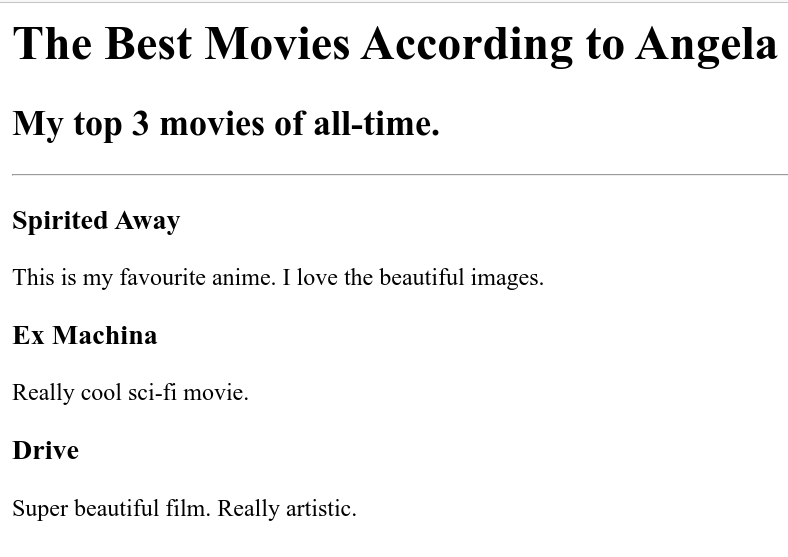 The Best Movies According to Angela
My top 3 movies of all-time.
Spirited Away
This is my favourite anime. I love the beautiful images.
Ex Machina
Really cool sci-fi movie.
Drive
Super beautiful film. Really artistic.